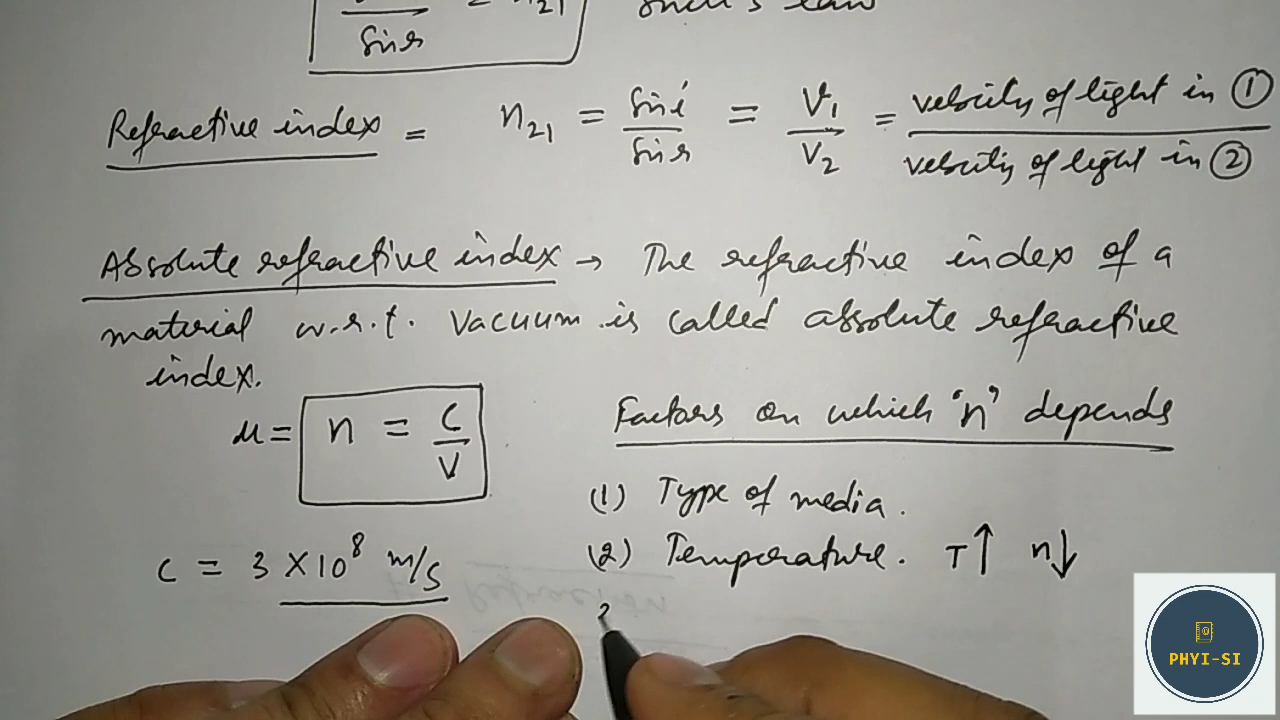 sin r = n21 Snell's law
Refractive index = n21 = sin i / sin r = V1 / V2 = velocity of light in ① / velocity of light in ②
Absolute refractive index → The refractive index of a
material w.r.t. Vacuum is called absolute refractive
index.
μ = n = c / v
c = 3 × 10⁸ m/s
Factors on which 'n' depends
(1) Type of media.
(2) Temperature. T↑ n↓
PHYI-SI